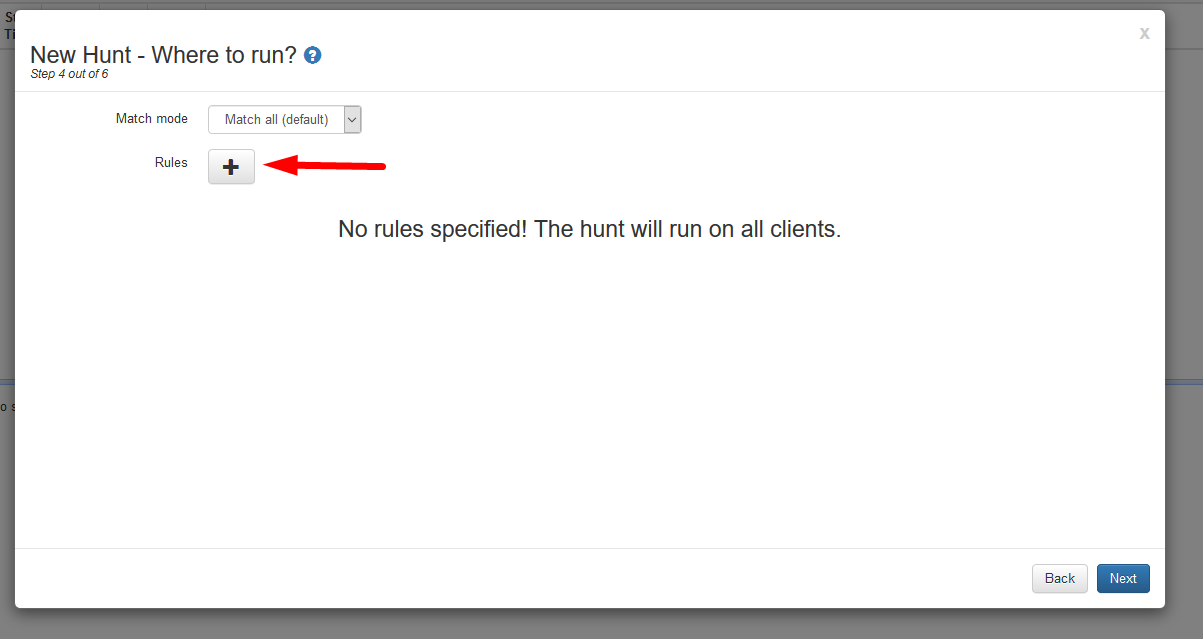 x
New Hunt - Where to run? ?
Step 4 out of 6
Match mode
Match all (default)
Rules
+
No rules specified! The hunt will run on all clients.
Back
Next